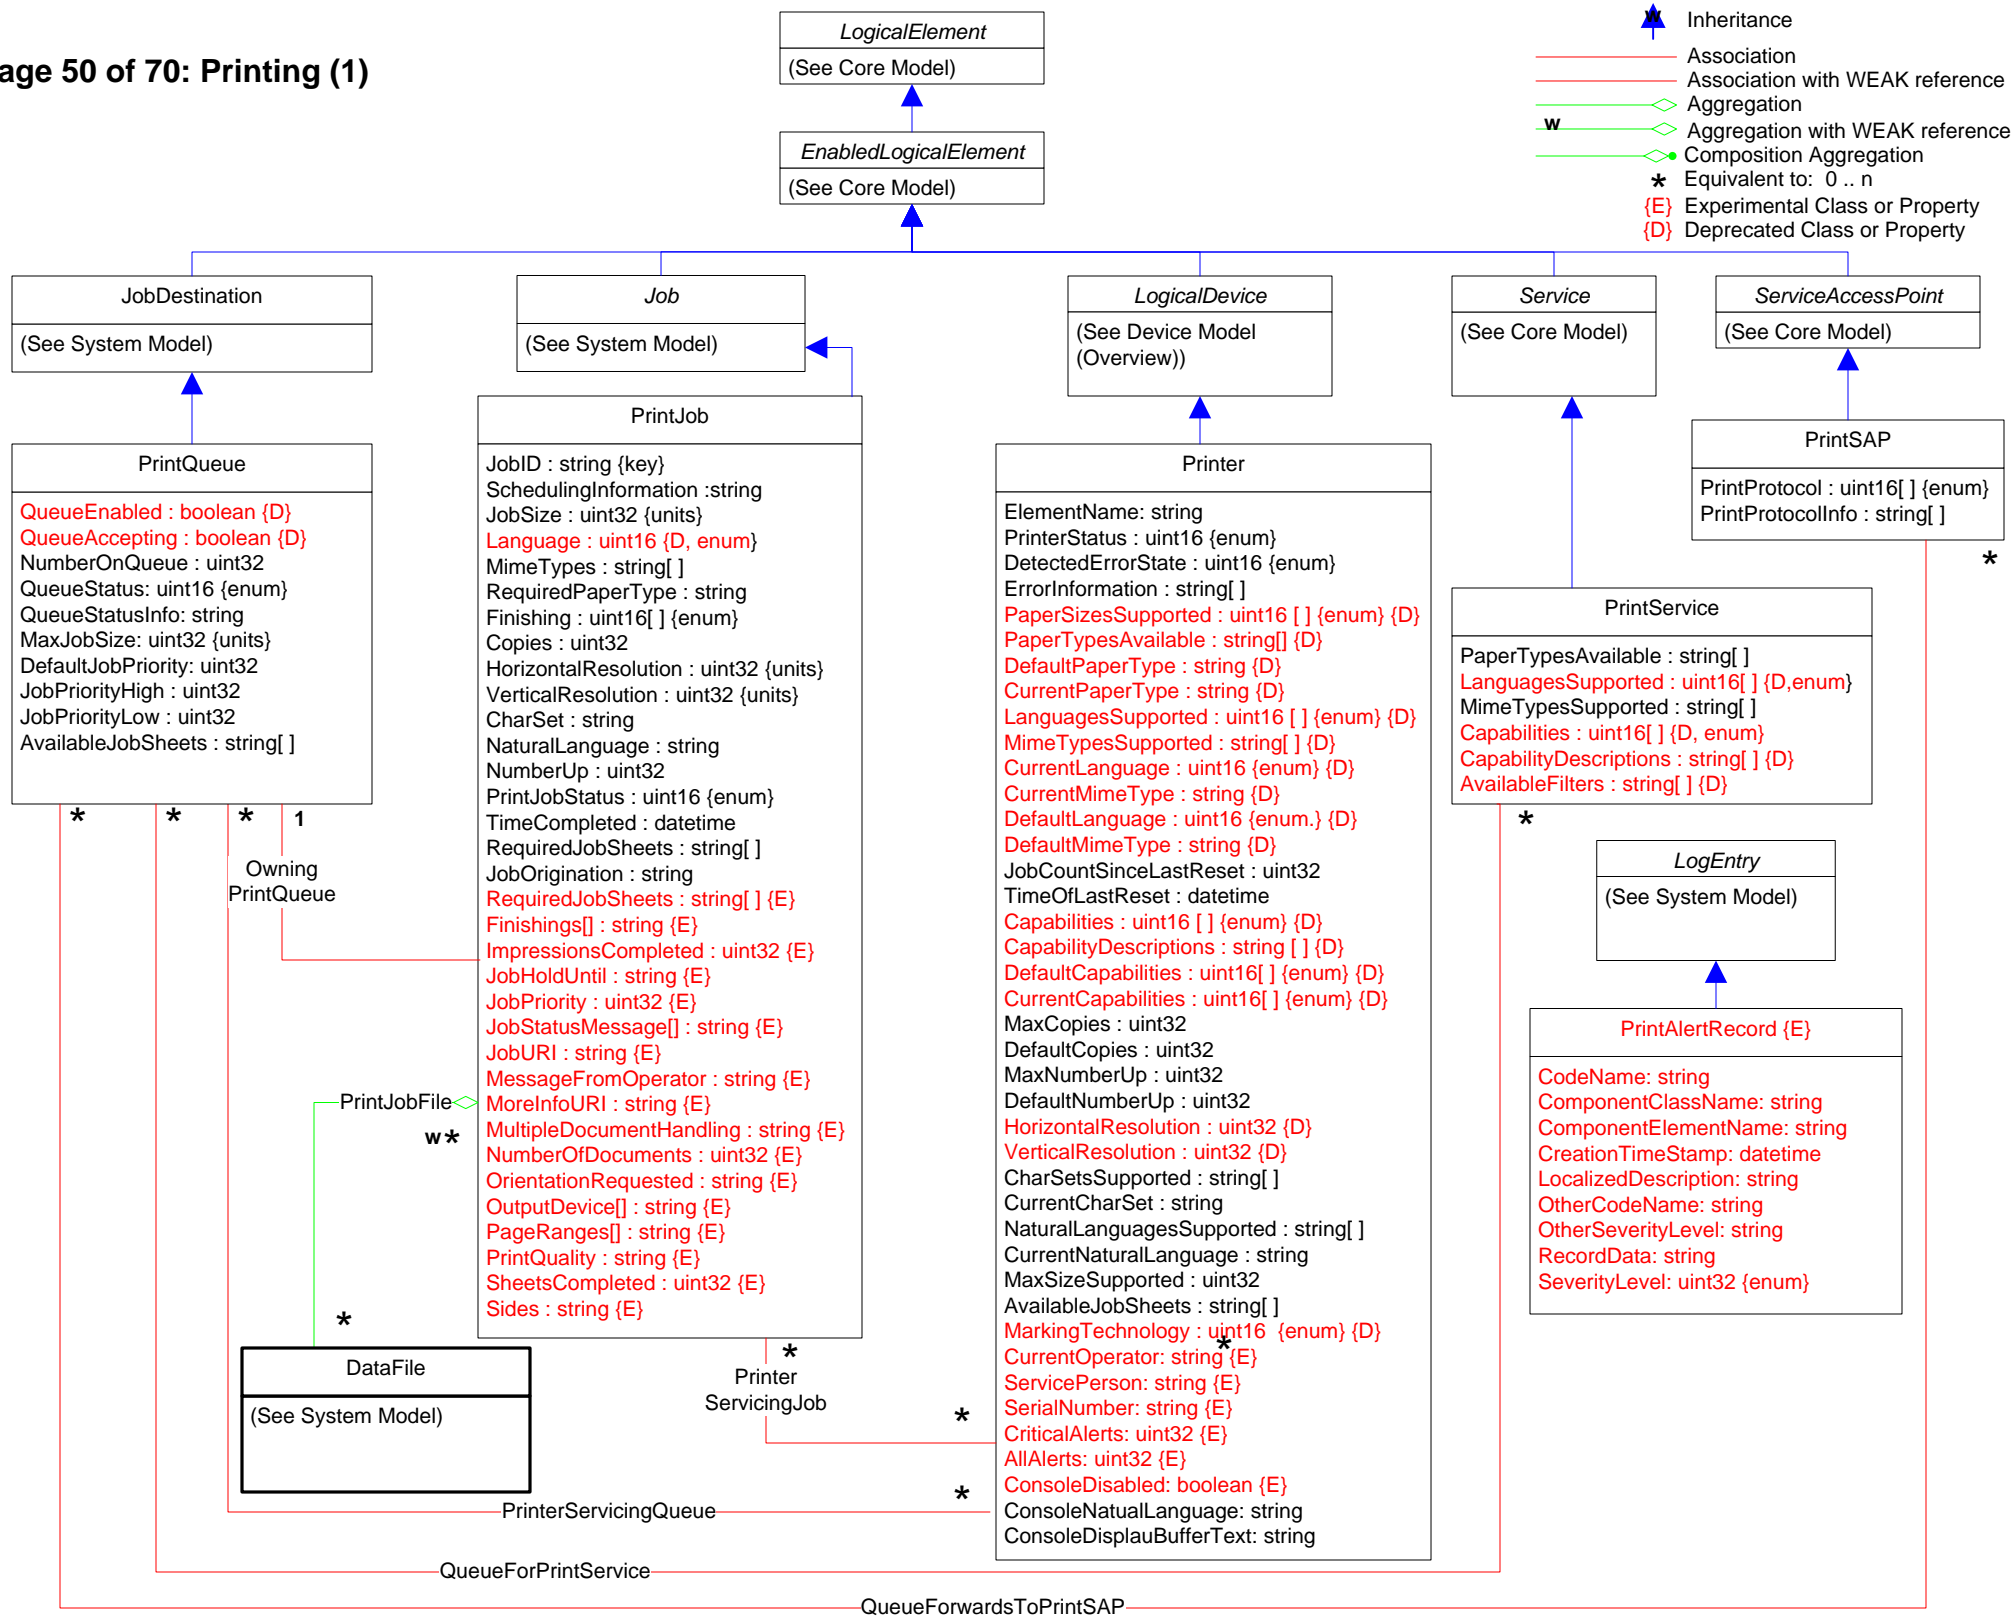 age 50 of 70: Printing (1)
LogicalElement
(See Core Model)
EnabledLogicalElement
(See Core Model)
w
Inheritance
Association
Association with WEAK reference
Aggregation
w
Aggregation with WEAK reference
Composition Aggregation
* Equivalent to: 0 .. n
{E} Experimental Class or Property
{D} Deprecated Class or Property
JobDestination
(See System Model)
Job
(See System Model)
LogicalDevice
(See Device Model
(Overview))
Service
(See Core Model)
ServiceAccessPoint
(See Core Model)
PrintQueue
QueueEnabled : boolean {D}
QueueAccepting : boolean {D}
NumberOnQueue : uint32
QueueStatus: uint16 {enum}
QueueStatusInfo: string
MaxJobSize: uint32 {units}
DefaultJobPriority: uint32
JobPriorityHigh : uint32
JobPriorityLow : uint32
AvailableJobSheets : string[ ]
* * * 1
Owning
PrintQueue
PrintJob
JobID : string {key}
SchedulingInformation :string
JobSize : uint32 {units}
Language : uint16 {D, enum}
MimeTypes : string[ ]
RequiredPaperType : string
Finishing : uint16[ ] {enum}
Copies : uint32
HorizontalResolution : uint32 {units}
VerticalResolution : uint32 {units}
CharSet : string
NaturalLanguage : string
NumberUp : uint32
PrintJobStatus : uint16 {enum}
TimeCompleted : datetime
RequiredJobSheets : string[ ]
JobOrigination : string
RequiredJobSheets : string[ ] {E}
Finishings[] : string {E}
ImpressionsCompleted : uint32 {E}
JobHoldUntil : string {E}
JobPriority : uint32 {E}
JobStatusMessage[] : string {E}
JobURI : string {E}
MessageFromOperator : string {E}
MoreInfoURI : string {E}
MultipleDocumentHandling : string {E}
NumberOfDocuments : uint32 {E}
OrientationRequested : string {E}
OutputDevice[] : string {E}
PageRanges[] : string {E}
PrintQuality : string {E}
SheetsCompleted : uint32 {E}
Sides : string {E}
PrintJobFile
w *
*
DataFile
(See System Model)
*
Printer
ServicingJob
*
Printer
ElementName: string
PrinterStatus : uint16 {enum}
DetectedErrorState : uint16 {enum}
ErrorInformation : string[ ]
PaperSizesSupported : uint16 [ ] {enum} {D}
PaperTypesAvailable : string[] {D}
DefaultPaperType : string {D}
CurrentPaperType : string {D}
LanguagesSupported : uint16 [ ] {enum} {D}
MimeTypesSupported : string[ ] {D}
CurrentLanguage : uint16 {enum} {D}
CurrentMimeType : string {D}
DefaultLanguage : uint16 {enum.} {D}
DefaultMimeType : string {D}
JobCountSinceLastReset : uint32
TimeOfLastReset : datetime
Capabilities : uint16 [ ] {enum} {D}
CapabilityDescriptions : string [ ] {D}
DefaultCapabilities : uint16[ ] {enum} {D}
CurrentCapabilities : uint16[ ] {enum} {D}
MaxCopies : uint32
DefaultCopies : uint32
MaxNumberUp : uint32
DefaultNumberUp : uint32
HorizontalResolution : uint32 {D}
VerticalResolution : uint32 {D}
CharSetsSupported : string[ ]
CurrentCharSet : string
NaturalLanguagesSupported : string[ ]
CurrentNaturalLanguage : string
MaxSizeSupported : uint32
AvailableJobSheets : string[ ]
MarkingTechnology : uint16 {enum} {D}
*
CurrentOperator: string {E}
ServicePerson: string {E}
SerialNumber: string {E}
CriticalAlerts: uint32 {E}
AllAlerts: uint32 {E}
ConsoleDisabled: boolean {E}
ConsoleNatualLanguage: string
ConsoleDisplauBufferText: string
PrintSAP
PrintProtocol : uint16[ ] {enum}
PrintProtocolInfo : string[ ]
*
PrintService
PaperTypesAvailable : string[ ]
LanguagesSupported : uint16[ ] {D,enum}
MimeTypesSupported : string[ ]
Capabilities : uint16[ ] {D, enum}
CapabilityDescriptions : string[ ] {D}
AvailableFilters : string[ ] {D}
*
LogEntry
(See System Model)
PrintAlertRecord {E}
CodeName: string
ComponentClassName: string
ComponentElementName: string
CreationTimeStamp: datetime
LocalizedDescription: string
OtherCodeName: string
OtherSeverityLevel: string
RecordData: string
SeverityLevel: uint32 {enum}
*
PrinterServicingQueue
QueueForPrintService
QueueForwardsToPrintSAP